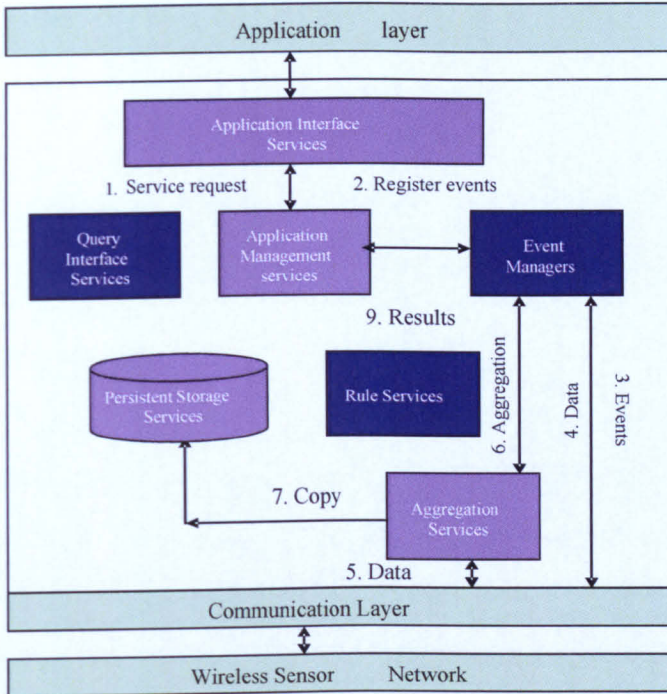 Application layer
Application Interface
Services
1. Service request
2. Register events
Query
Interface
Services
Application
Management
services
Event
Managers
9. Results
Persistent Storage
Services
Rule Services
6. Aggregation
4. Data
3. Events
7. Copy
Aggregation
Services
5. Data
Communication Layer
Wireless Sensor Network